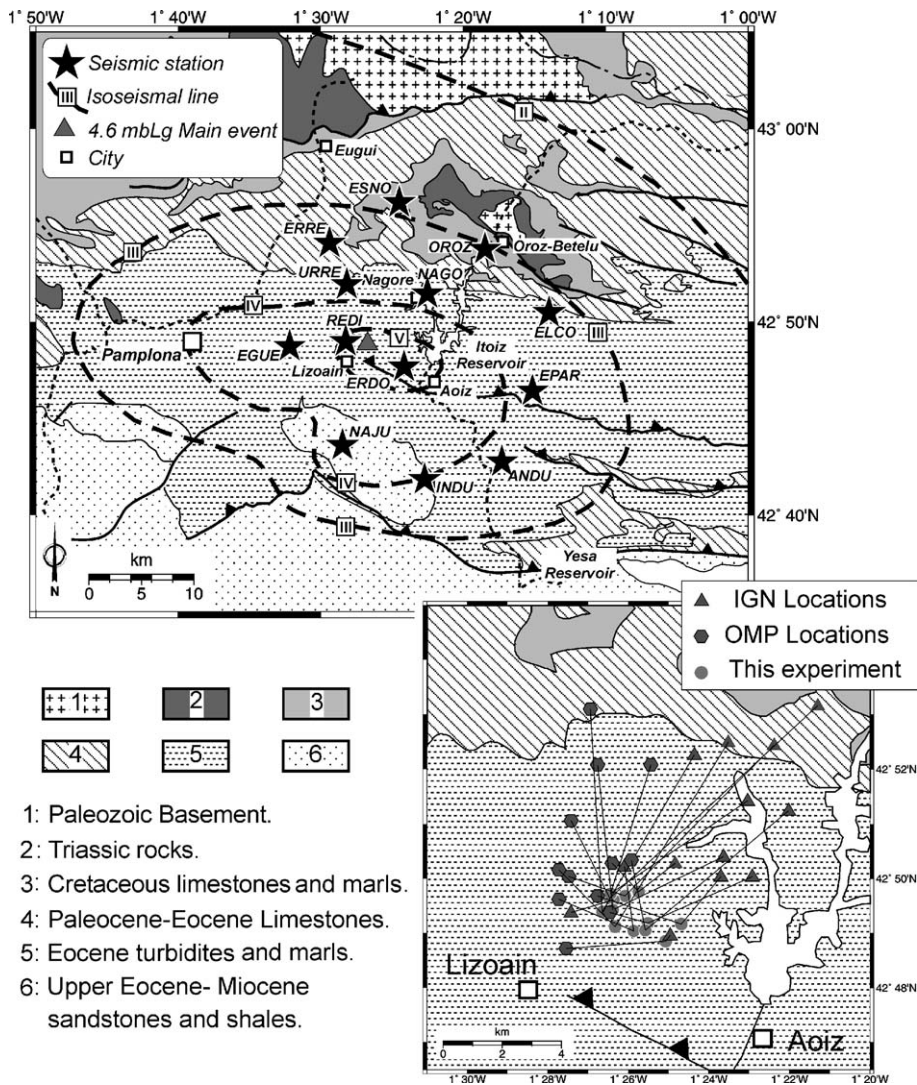 1° 50'W 1° 40'W 1° 30'W 1° 20'W 1° 10'W 1° 00'W
Seismic station
III Isoseismal line
4.6 mbLg Main event
City
II
43° 00'N
Eugui
ESNO
ERRE
OROZ
Oroz-Betelu
III
URRE
Nagore
NAGO
IV
ELCO
III
42° 50'N
REDI
V
Pamplona
EGUE
Itoiz
Reservoir
Lizoain
ERDO
Aoiz
EPAR
NAJU
IV
INDU
ANDU
III
42° 40'N
Yesa
Reservoir
N
km
0 5 10
1° 50'W 1° 40'W
IGN Locations
OMP Locations
This experiment
1
2
3
4
5
6
1: Paleozoic Basement.
2: Triassic rocks.
3: Cretaceous limestones and marls.
4: Paleocene-Eocene Limestones.
5: Eocene turbidites and marls.
6: Upper Eocene- Miocene
sandstones and shales.
42° 52'N
42° 50'N
42° 48'N
Lizoain
Aoiz
km
0 2 4
1° 30'W 1° 28'W 1° 26'W 1° 24'W 1° 22'W 1° 20'W